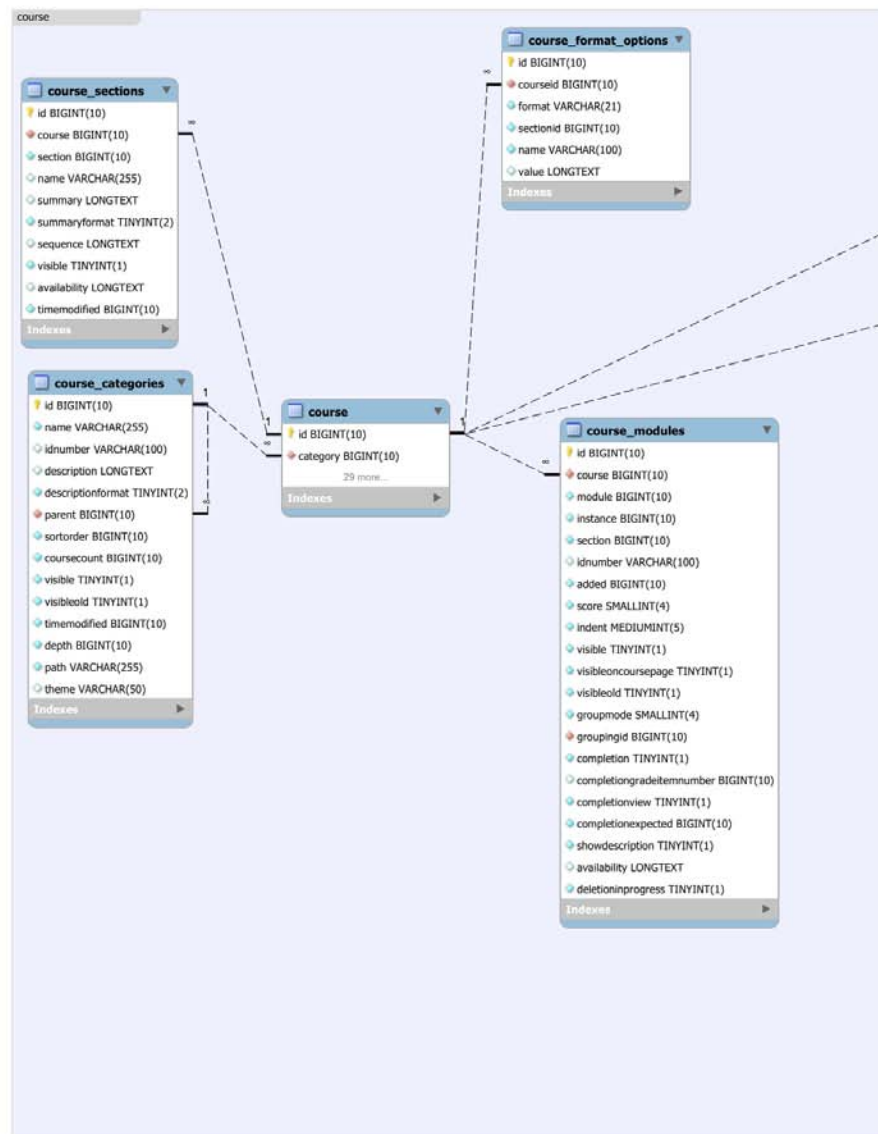 course
course_format_options
id BIGINT(10)
courseid BIGINT(10)
format VARCHAR(21)
sectionid BIGINT(10)
name VARCHAR(100)
value LONGTEXT
Indexes
∞
course_sections
id BIGINT(10)
course BIGINT(10)
section BIGINT(10)
name VARCHAR(255)
summary LONGTEXT
summaryformat TINYINT(2)
sequence LONGTEXT
visible TINYINT(1)
availability LONGTEXT
timemodified BIGINT(10)
Indexes
∞
course_categories
id BIGINT(10)
name VARCHAR(255)
idnumber VARCHAR(100)
description LONGTEXT
descriptionformat TINYINT(2)
parent BIGINT(10)
sortorder BIGINT(10)
coursecount BIGINT(10)
visible TINYINT(1)
visibleold TINYINT(1)
timemodified BIGINT(10)
depth BIGINT(10)
path VARCHAR(255)
theme VARCHAR(50)
Indexes
1
∞
course
id BIGINT(10)
category BIGINT(10)
29 more...
Indexes
1
∞
1
course_modules
id BIGINT(10)
course BIGINT(10)
module BIGINT(10)
instance BIGINT(10)
section BIGINT(10)
idnumber VARCHAR(100)
added BIGINT(10)
score SMALLINT(4)
indent MEDIUMINT(5)
visible TINYINT(1)
visibleoncoursepage TINYINT(1)
visibleold TINYINT(1)
groupmode SMALLINT(4)
groupingid BIGINT(10)
completion TINYINT(1)
completiongradeitemnumber BIGINT(10)
completionview TINYINT(1)
completionexpected BIGINT(10)
showdescription TINYINT(1)
availability LONGTEXT
deletioninprogress TINYINT(1)
Indexes
∞